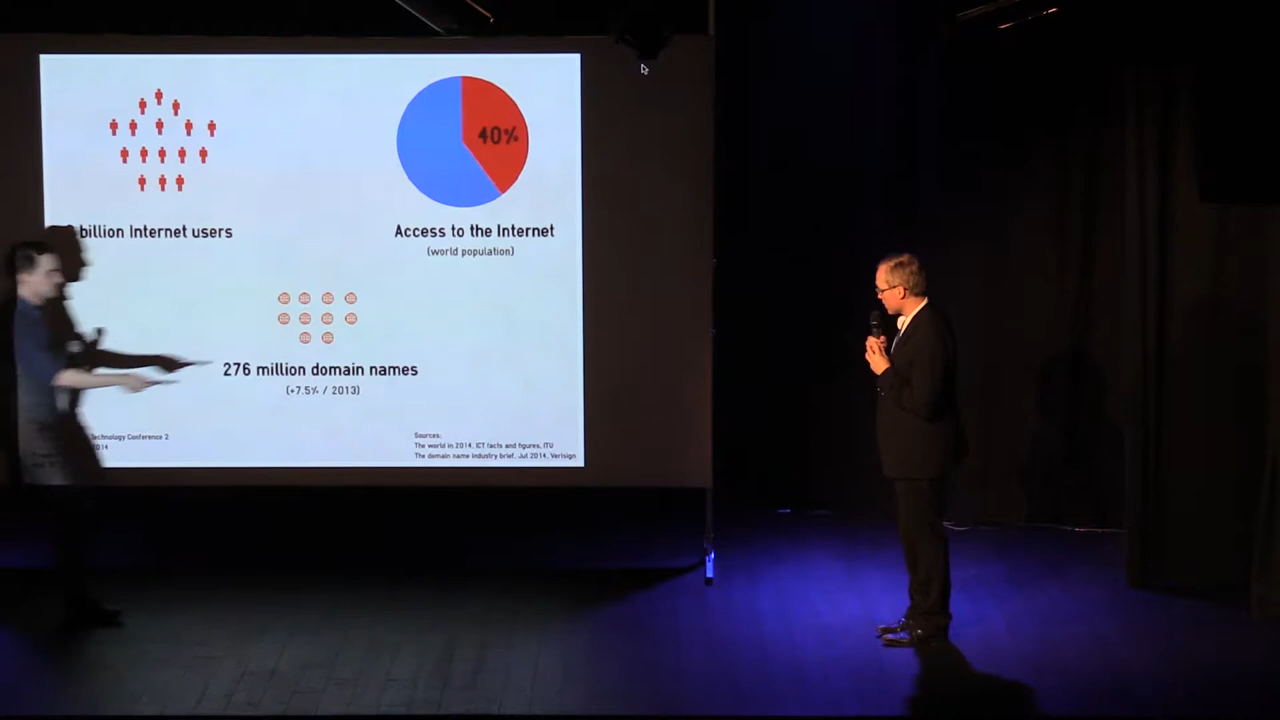 40%
billion Internet users
Access to the Internet
(world population)
276 million domain names
(+7.5% / 2013)
Technology Conference 2
2014
Sources:
The world in 2014, ICT facts and figures, ITU
The domain name industry brief, Jul 2014, Verisign